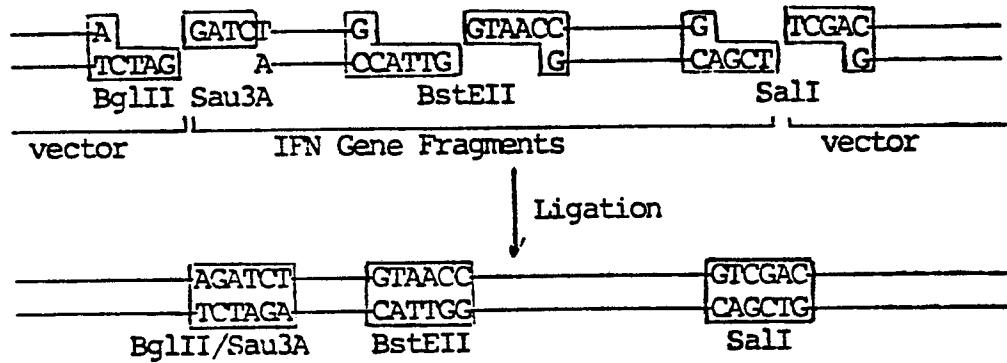 A GATCT G GTAACC G TCGAC
TCTAG A CCATTG G CAGCT G
BglII Sau3A BstEII SalI
vector IFN Gene Fragments vector
Ligation
AGATCT GTAACC GTCGAC
TCTAGA CATTGG CAGCTG
BglII/Sau3A BstEII SalI